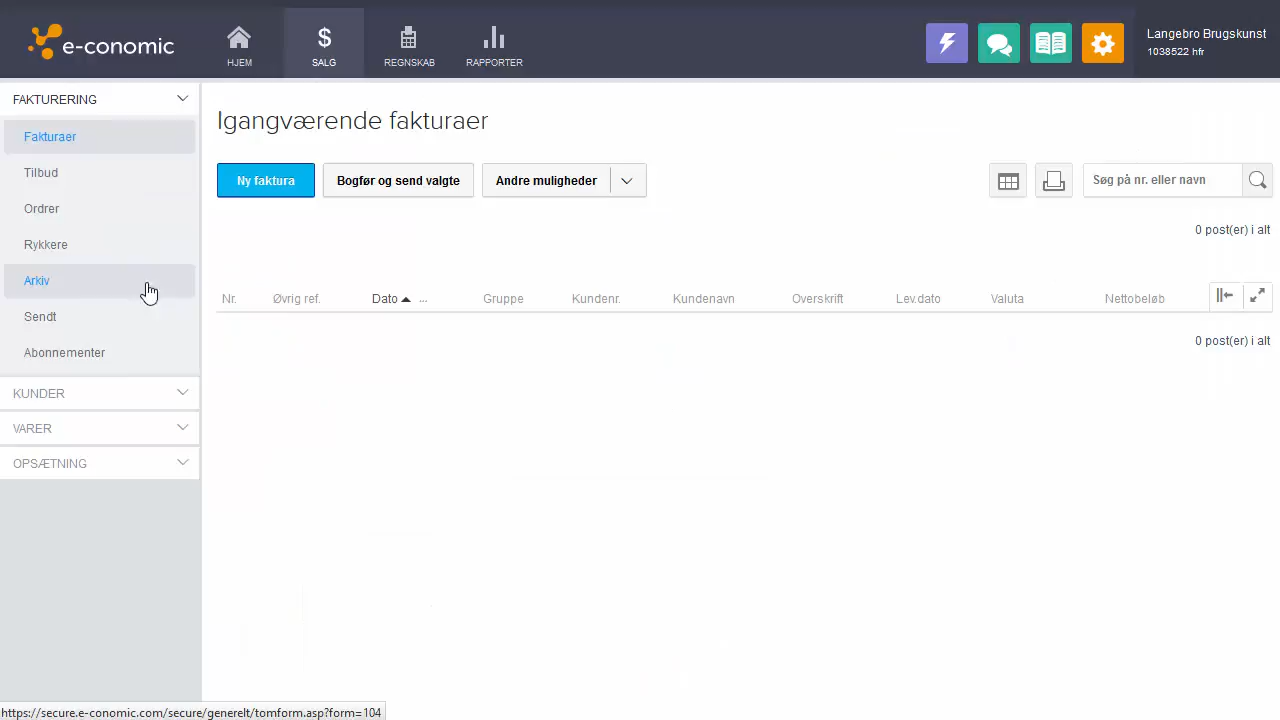 e-conomic
HJEM
SALG
REGNSKAB
RAPPORTER
Langebro Brugskunst
1038522 hfr
FAKTURERING
Fakturaer
Tilbud
Ordrer
Rykkere
Arkiv
Sendt
Abonnementer
KUNDER
VARER
OPSÆTNING
Igangværende fakturaer
Ny faktura
Bogfør og send valgte
Andre muligheder
Søg på nr. eller navn
0 post(er) i alt
Nr. Øvrig ref. Dato ... Gruppe Kundenr. Kundenavn Overskrift Lev.dato Valuta Nettobeløb
0 post(er) i alt
https://secure.e-conomic.com/secure/generelt/tomform.asp?form=104